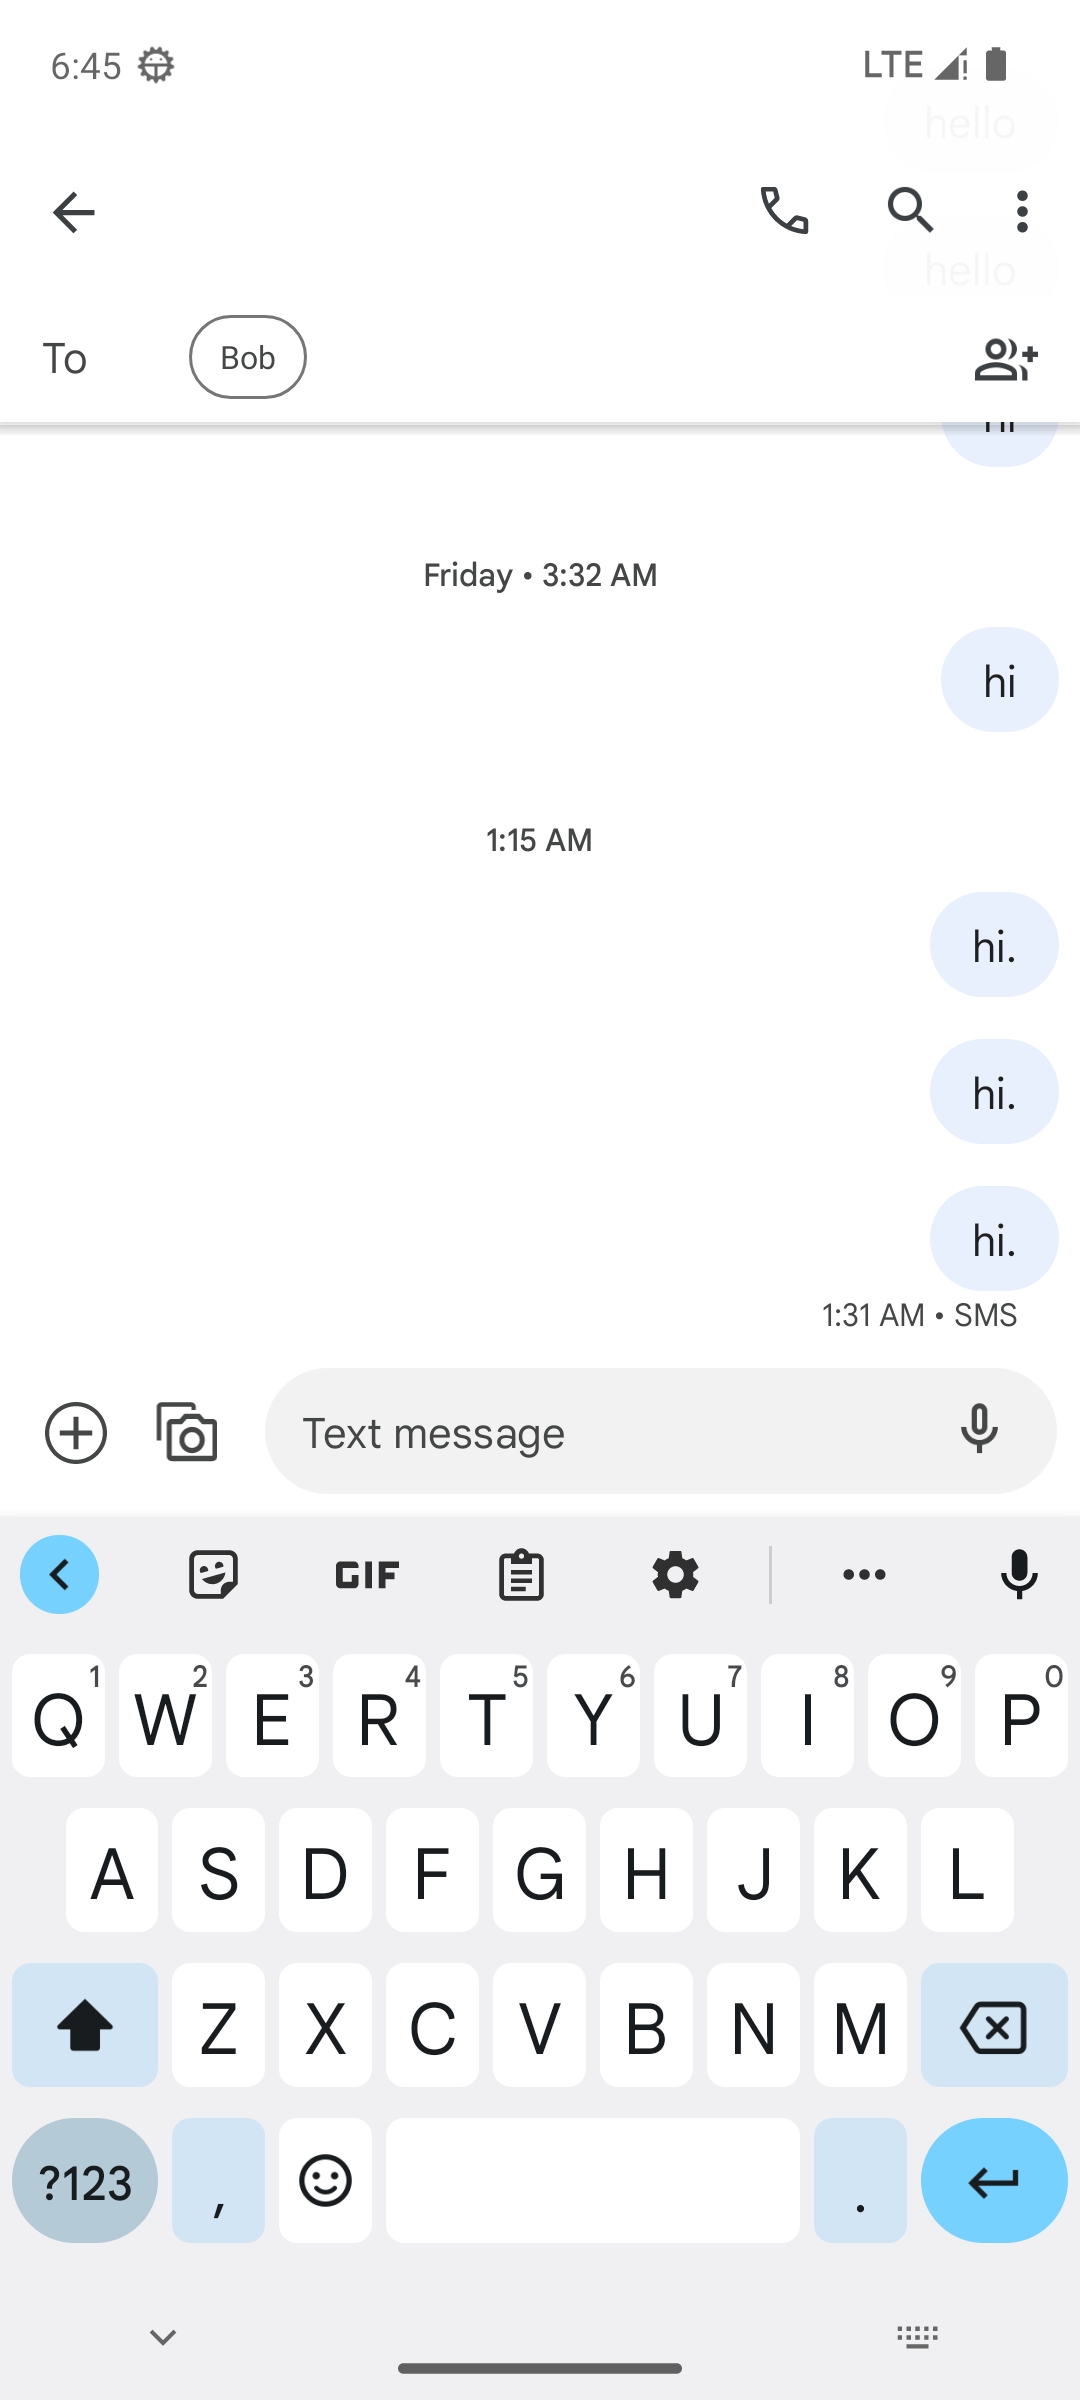 6:45 LTE
hello
hello
To Bob
hi
Friday • 3:32 AM
hi
1:15 AM
hi.
hi.
hi.
1:31 AM • SMS
Text message
GIF
Q 1 W 2 E 3 R 4 T 5 Y 6 U 7 I 8 O 9 P 0
A S D F G H J K L
Z X C V B N M
?123 , .